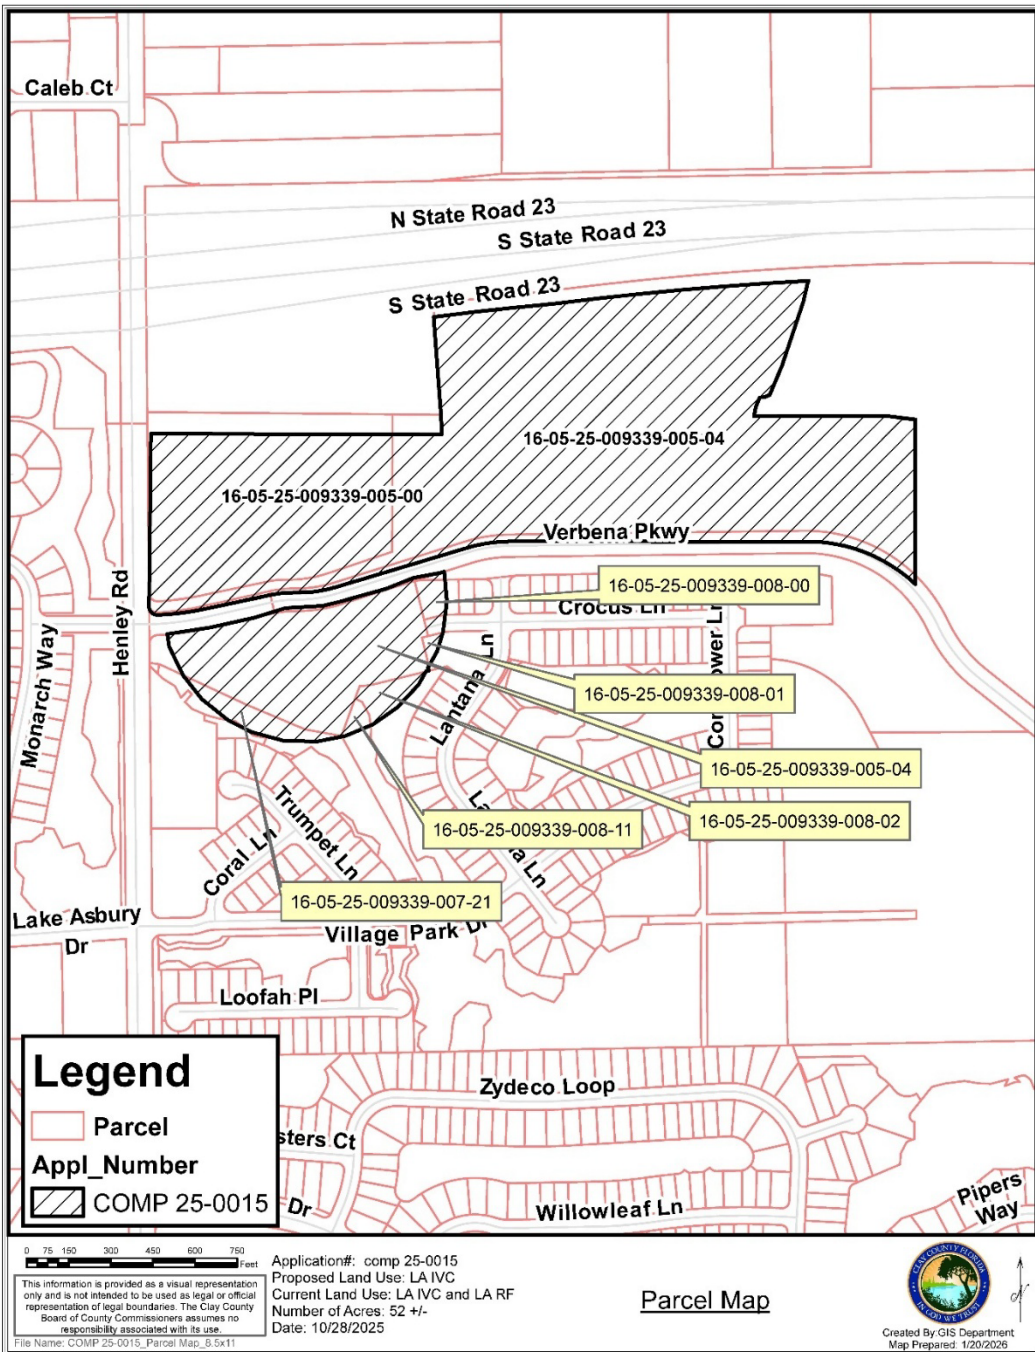 Caleb Ct
N State Road 23
S State Road 23
S State Road 23
16-05-25-009339-005-04
16-05-25-009339-005-00
Verbena Pkwy
Henley Rd
Monarch Way
16-05-25-009339-008-00
Crocus Ln
Lantana Ln
16-05-25-009339-008-01
16-05-25-009339-005-04
16-05-25-009339-008-02
16-05-25-009339-008-11
Trumpet Ln
Coral Ln
16-05-25-009339-007-21
Lake Asbury
Dr
Village Park Dr
Loofah Pl
Zydeco Loop
sters Ct
Dr
Willowleaf Ln
Pipers
Way
Legend
Parcel
Appl_Number
COMP 25-0015
0 75 150 300 450 600 750
Feet
This information is provided as a visual representation
only and is not intended to be used as legal or official
representation of legal boundaries. The Clay County
Board of County Commissioners assumes no
responsibility associated with its use.
File Name: COMP 25-0015_Parcel Map_8.5x11
Application#: comp 25-0015
Proposed Land Use: LA IVC
Current Land Use: LA IVC and LA RF
Number of Acres: 52 +/-
Date: 10/28/2025
Parcel Map
CLAY COUNTY FLORIDA
IN GOD WE TRUST
Created By:GIS Department
Map Prepared: 1/20/2026